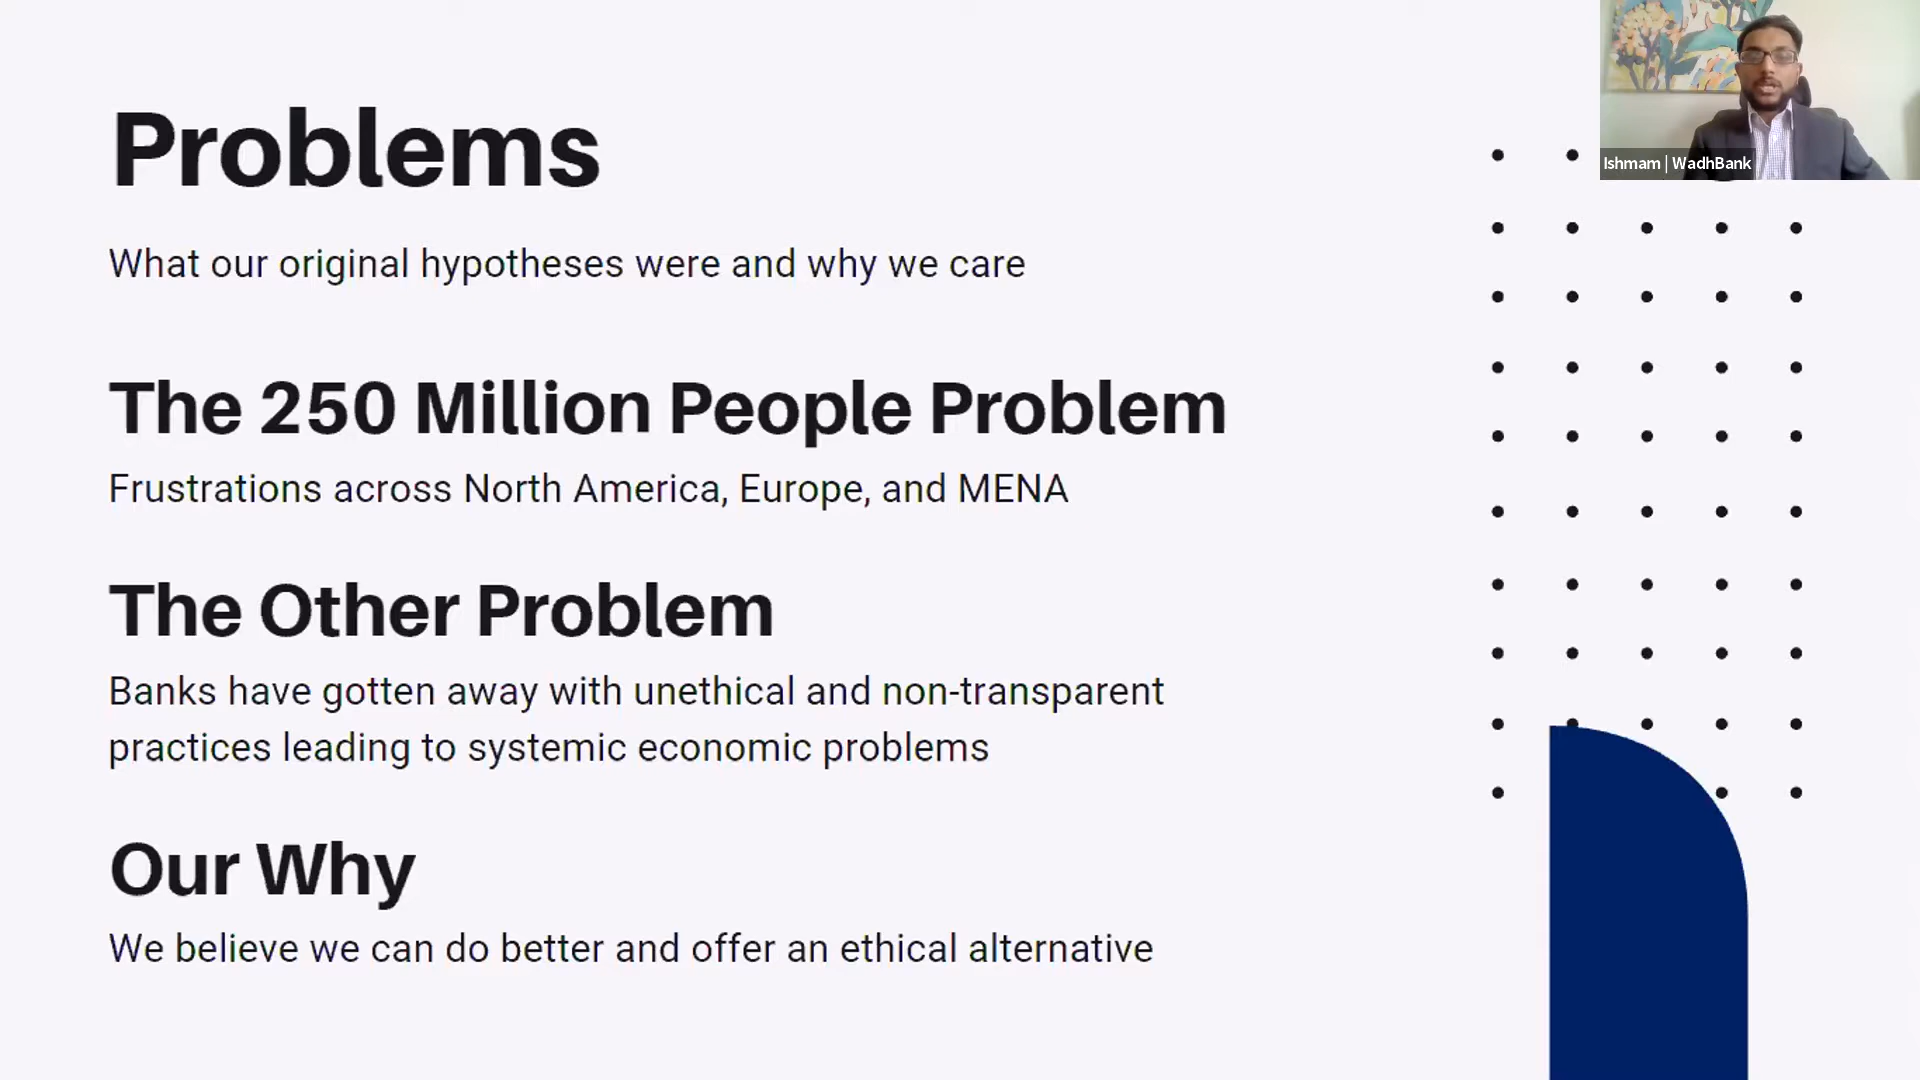 Problems
What our original hypotheses were and why we care
The 250 Million People Problem
Frustrations across North America, Europe, and MENA
The Other Problem
Banks have gotten away with unethical and non-transparent
practices leading to systemic economic problems
Our Why
We believe we can do better and offer an ethical alternative
Ishmam | WadhBank